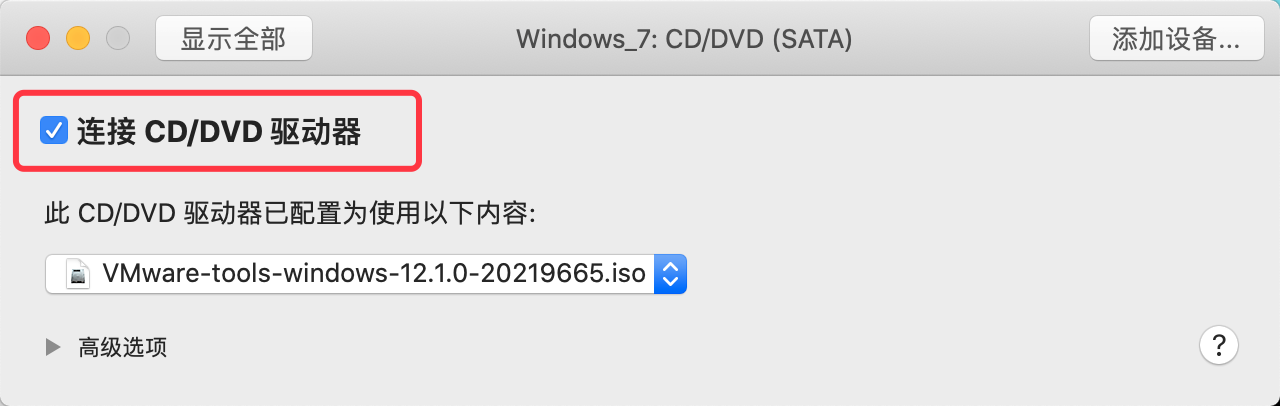 显示全部
Windows_7: CD/DVD (SATA)
添加设备...
连接 CD/DVD 驱动器
此 CD/DVD 驱动器已配置为使用以下内容:
VMware-tools-windows-12.1.0-20219665.iso
高级选项
?